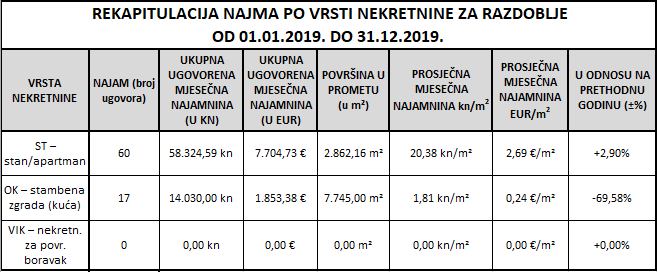 REKAPITULACIJA NAJMA PO VRSTI NEKRETNINE ZA RAZDOBLJE
OD 01.01.2019. DO 31.12.2019.
VRSTA
NEKRETNINE
NAJAM (broj
ugovora)
UKUPNA
UGOVORENA
MJESEČNA
NAJAMNINA
(U KN)
UKUPNA
UGOVORENA
MJESEČNA
NAJAMNINA
(U EUR)
POVRŠINA U
PROMETU
(u m²)
PROSJEČNA
MJESEČNA
NAJAMNINA kn/m²
PROSJEČNA
MJESEČNA
NAJAMNINA
EUR/m²
U ODNOSU NA
PRETHODNU
GODINU (±%)
ST –
stan/apartman
60
58.324,59 kn
7.704,73 €
2.862,16 m²
20,38 kn/m²
2,69 €/m²
+2,90%
OK – stambena
zgrada (kuća)
17
14.030,00 kn
1.853,38 €
7.745,00 m²
1,81 kn/m²
0,24 €/m²
-69,58%
VIK – nekretn.
za povr.
boravak
0
0,00 kn
0,00 €
0,00 m²
0,00 kn/m²
0,00 €/m²
+0,00%